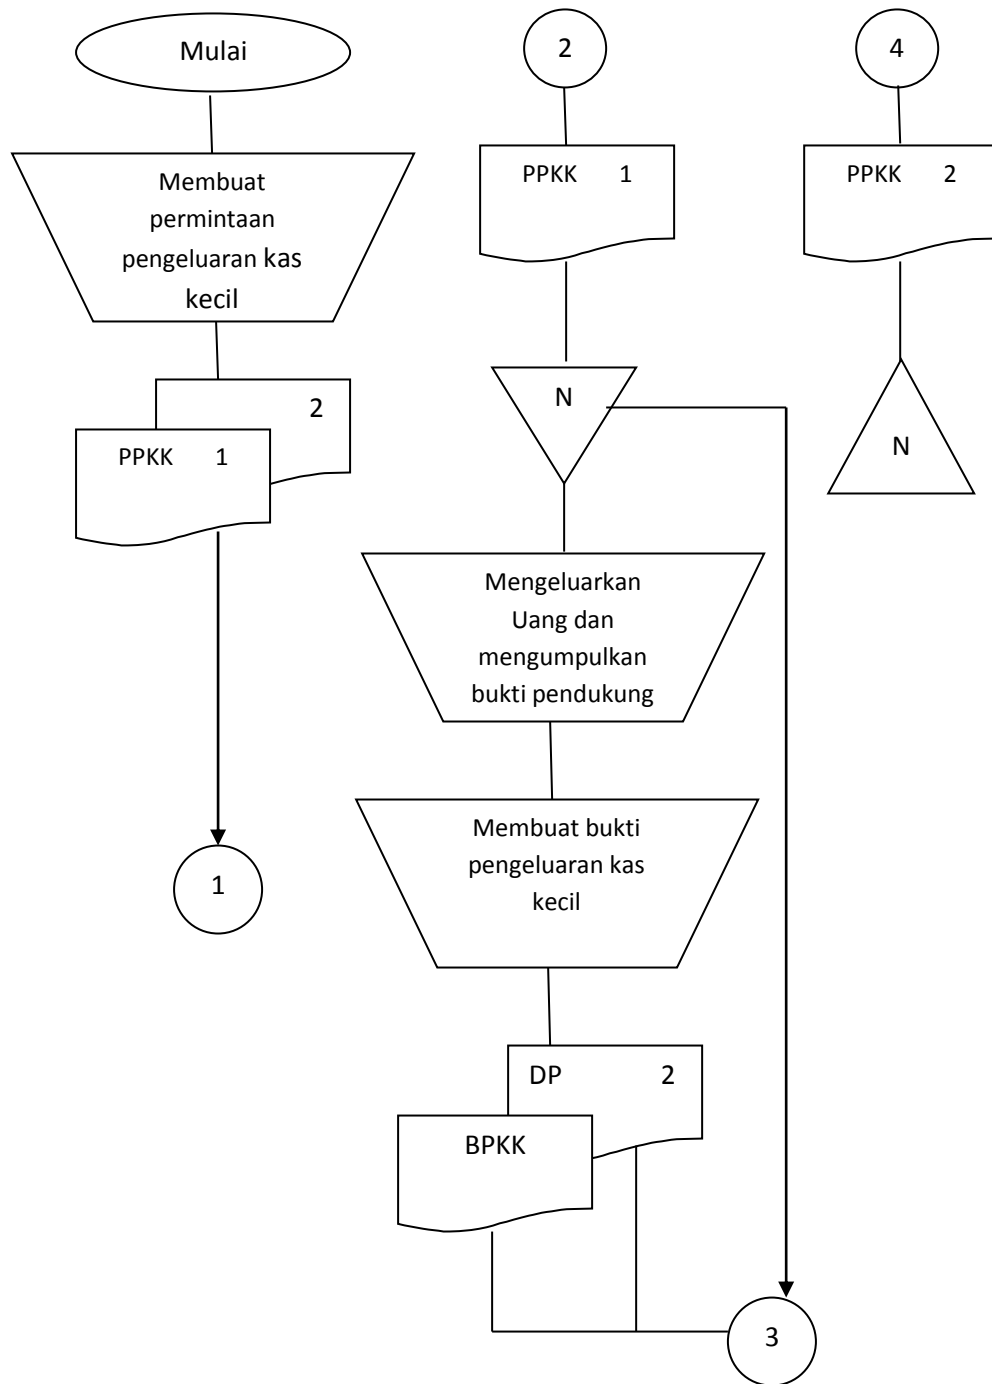 Mulai
Membuat
permintaan
pengeluaran kas
kecil
2
PPKK 1
1
2
PPKK 1
N
Mengeluarkan
Uang dan
mengumpulkan
bukti pendukung
Membuat bukti
pengeluaran kas
kecil
DP 2
BPKK
3
4
PPKK 2
N